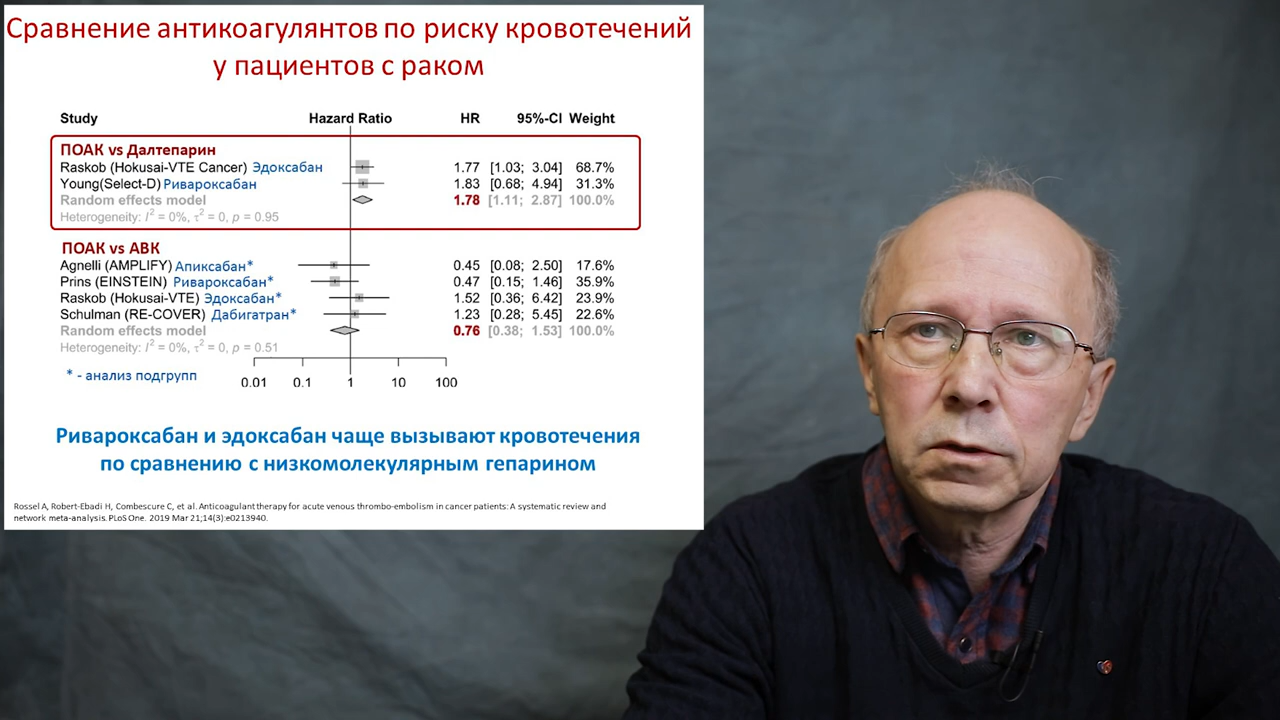 Сравнение антикоагулянтов по риску кровотечений
у пациентов с раком
Study Hazard Ratio HR 95%-CI Weight
ПОАК vs Далтепарин
Raskob (Hokusai-VTE Cancer) Эдоксабан 1.77 [1.03; 3.04] 68.7%
Young(Select-D) Ривароксабан 1.83 [0.68; 4.94] 31.3%
Random effects model 1.78 [1.11; 2.87] 100.0%
Heterogeneity: I² = 0%, τ² = 0, p = 0.95
ПОАК vs АВК
Agnelli (AMPLIFY) Апиксабан* 0.45 [0.08; 2.50] 17.6%
Prins (EINSTEIN) Ривароксабан* 0.47 [0.15; 1.46] 35.9%
Raskob (Hokusai-VTE) Эдоксабан* 1.52 [0.36; 6.42] 23.9%
Schulman (RE-COVER) Дабигатран* 1.23 [0.28; 5.45] 22.6%
Random effects model 0.76 [0.38; 1.53] 100.0%
Heterogeneity: I² = 0%, τ² = 0, p = 0.51
* - анализ подгрупп
0.01 0.1 1 10 100
Ривароксабан и эдоксабан чаще вызывают кровотечения
по сравнению с низкомолекулярным гепарином
Rossel A, Robert-Ebadi H, Combescure C, et al. Anticoagulant therapy for acute venous thrombo-embolism in cancer patients: A systematic review and
network meta-analysis. PLoS One. 2019 Mar 21;14(3):e0213940.